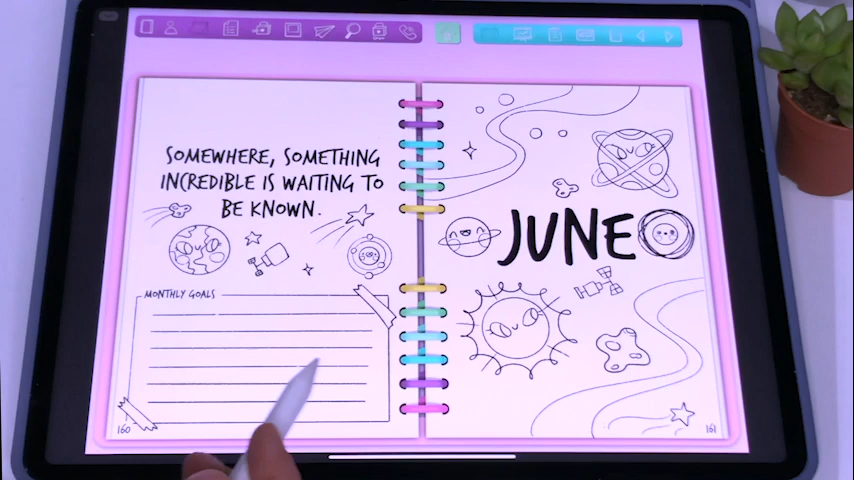 SOMEWHERE, SOMETHING
INCREDIBLE IS WAITING TO
BE KNOWN.
MONTHLY GOALS
160
JUNE
161